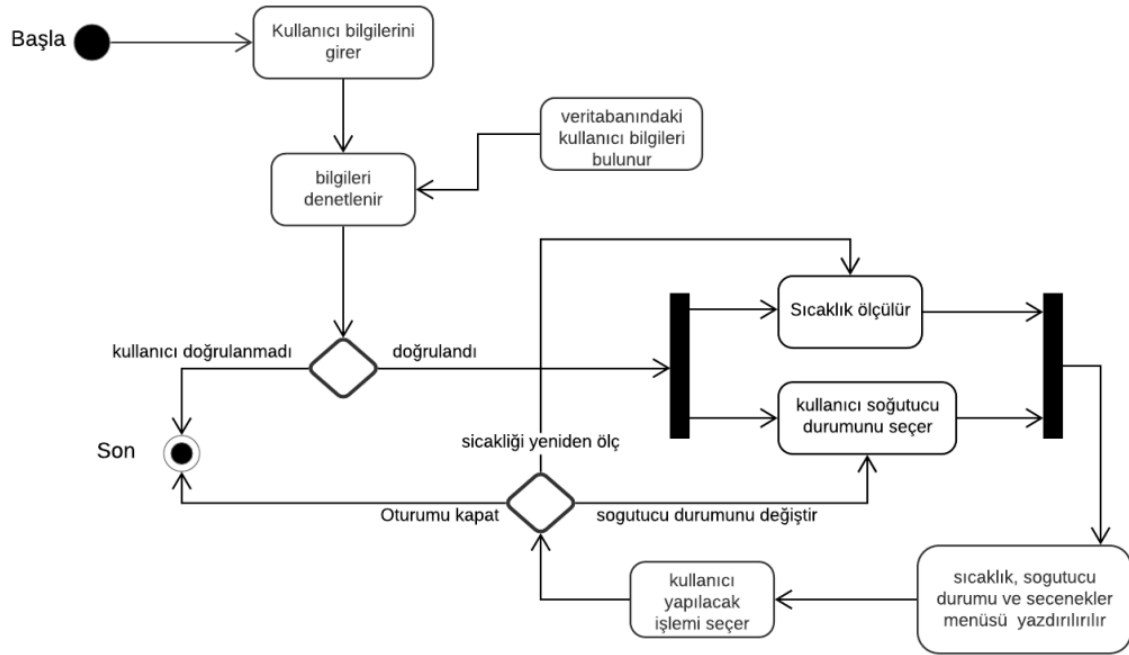 Başla
Kullanıcı bilgilerini
girer
veritabanındaki
kullanıcı bilgileri
bulunur
bilgileri
denetlenir
Sıcaklık ölçülür
kullanıcı doğrulanmadı
doğrulandı
kullanıcı soğutucu
durumunu seçer
sicakliği yeniden ölç
Son
Oturumu kapat
sogutucu durumunu değiştir
kullanıcı
yapılacak
işlemi seçer
sıcaklık, sogutucu
durumu ve secenekler
menüsü yazdırılırılır